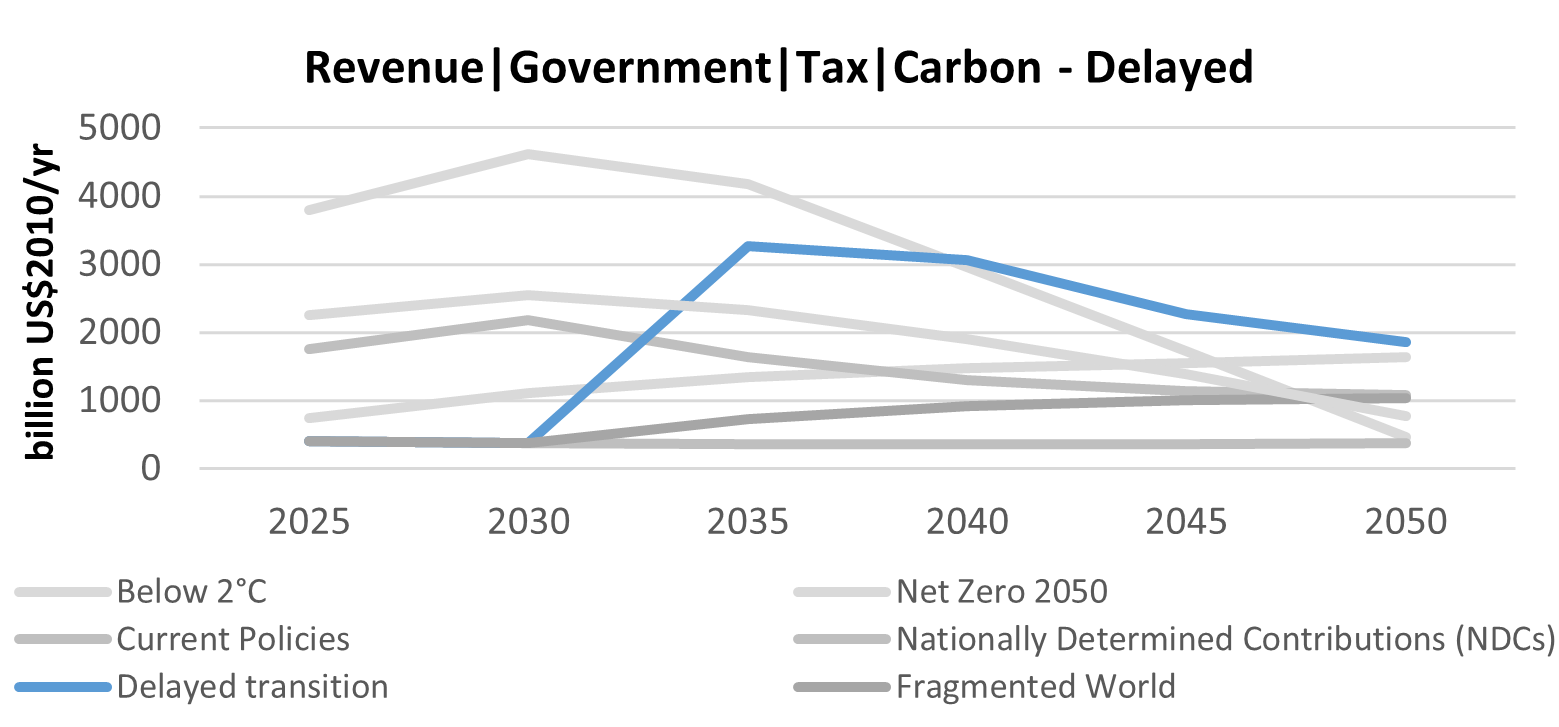 Revenue|Government|Tax|Carbon - Delayed
billion US$2010/yr
5000
4000
3000
2000
1000
0
2025 2030 2035 2040 2045 2050
Below 2°C Net Zero 2050
Current Policies Nationally Determined Contributions (NDCs)
Delayed transition Fragmented World